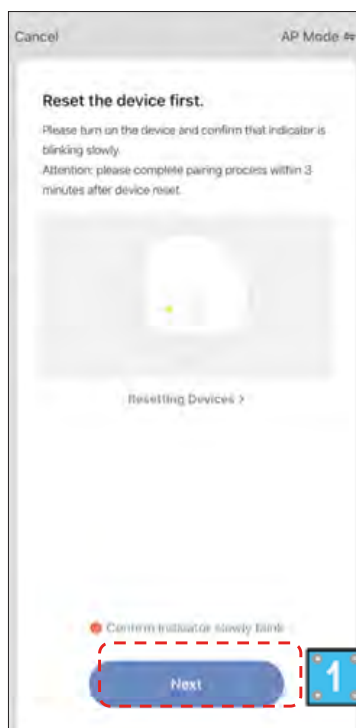 Cancel AP Mode ⇋
Reset the device first.
Please turn on the device and confirm that indicator is
blinking slowly.
Attention: please complete pairing process within 3
minutes after device reset.
Resetting Devices >
Confirm indicator slowly blink
Next
1